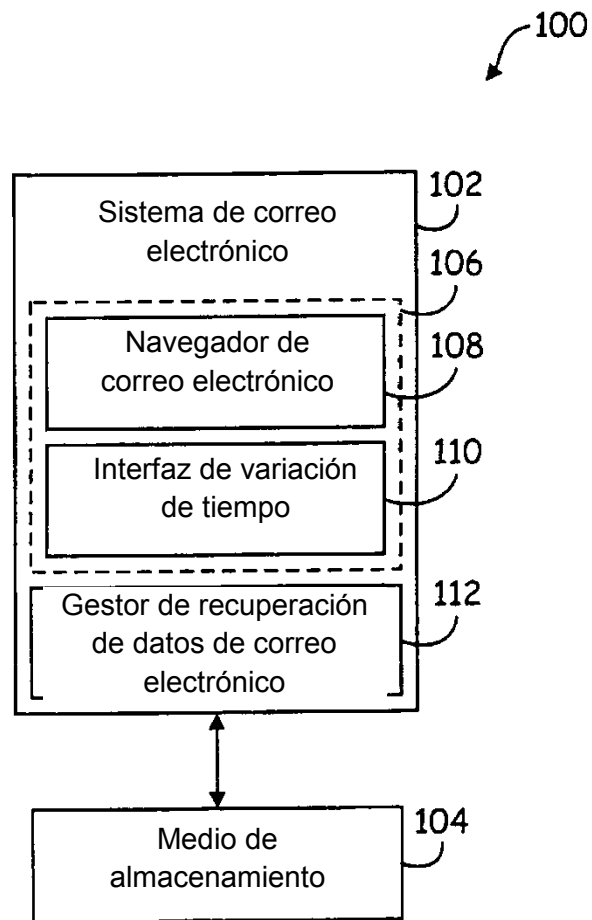 100
102
Sistema de correo
electrónico
106
Navegador de
correo electrónico
108
Interfaz de variación
de tiempo
110
Gestor de recuperación
de datos de correo
electrónico
112
Medio de
almacenamiento
104